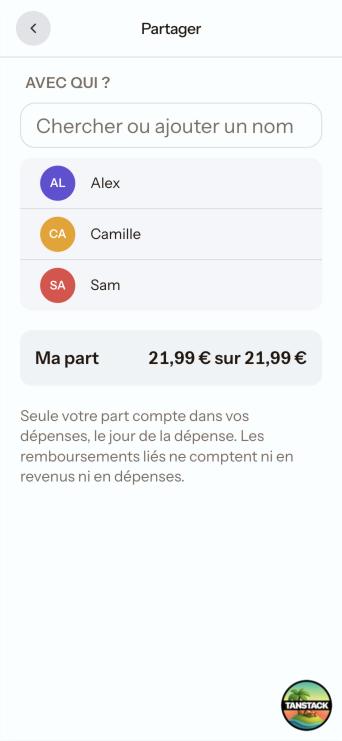 Partager
AVEC QUI ?
Chercher ou ajouter un nom
AL Alex
CA Camille
SA Sam
Ma part 21,99 € sur 21,99 €
Seule votre part compte dans vos
dépenses, le jour de la dépense. Les
remboursements liés ne comptent ni en
revenus ni en dépenses.
TANSTACK